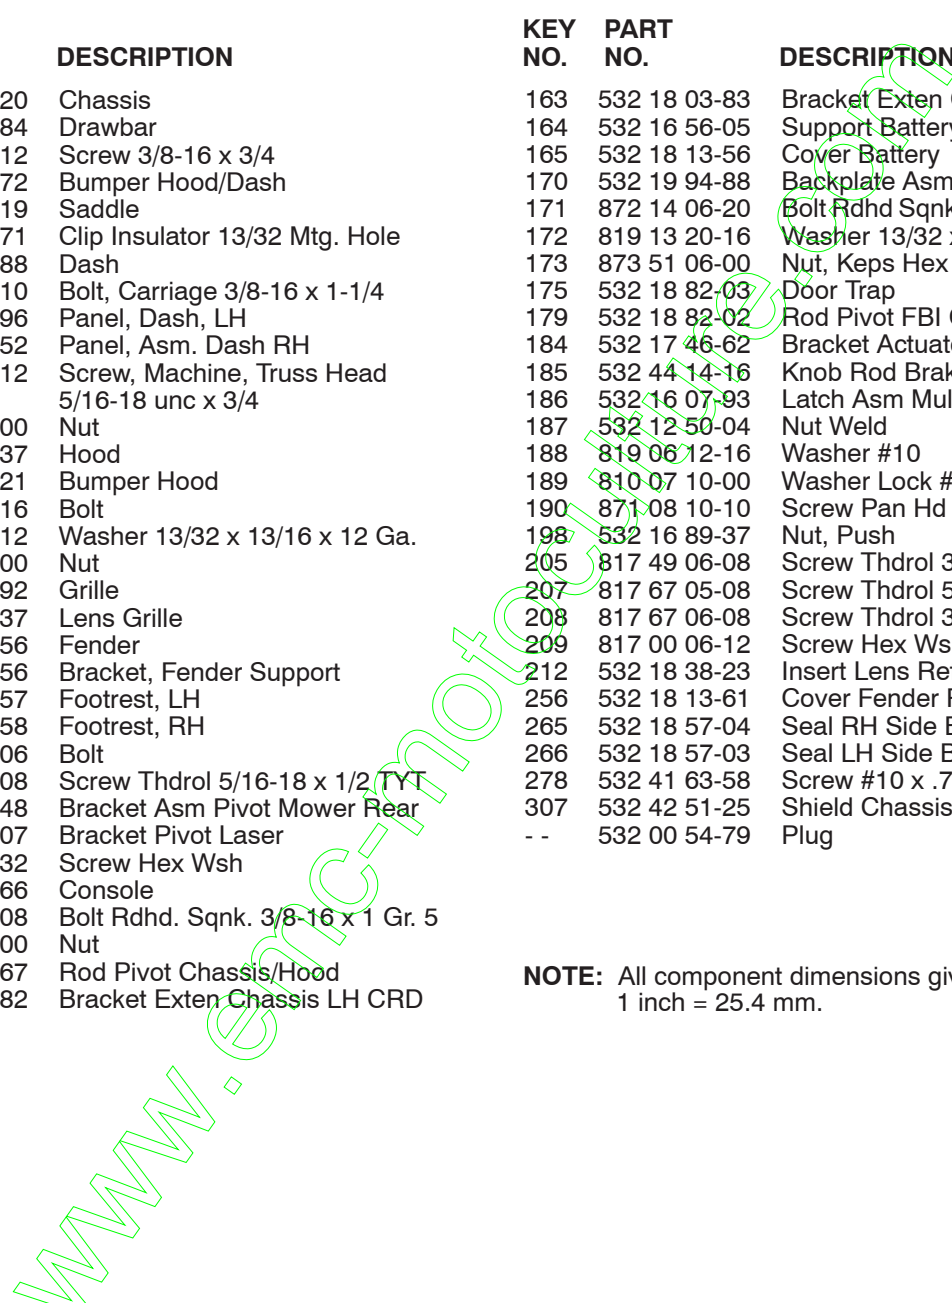 DESCRIPTION
20 Chassis
84 Drawbar
12 Screw 3/8-16 x 3/4
72 Bumper Hood/Dash
19 Saddle
71 Clip Insulator 13/32 Mtg. Hole
88 Dash
10 Bolt, Carriage 3/8-16 x 1-1/4
96 Panel, Dash, LH
52 Panel, Asm. Dash RH
12 Screw, Machine, Truss Head
5/16-18 unc x 3/4
00 Nut
37 Hood
21 Bumper Hood
16 Bolt
12 Washer 13/32 x 13/16 x 12 Ga.
00 Nut
92 Grille
37 Lens Grille
56 Fender
56 Bracket, Fender Support
57 Footrest, LH
58 Footrest, RH
06 Bolt
08 Screw Thdrol 5/16-18 x 1/2 TYT
48 Bracket Asm Pivot Mower Rear
07 Bracket Pivot Laser
32 Screw Hex Wsh
66 Console
08 Bolt Rdhd. Sqnk. 3/8-16 x 1 Gr. 5
00 Nut
67 Rod Pivot Chassis/Hood
82 Bracket Exten Chassis LH CRD
KEY PART
NO. NO. DESCRIPTION
163 532 18 03-83 Bracket Exten
164 532 16 56-05 Support Battery
165 532 18 13-56 Cover Battery
170 532 19 94-88 Backplate Asm
171 872 14 06-20 Bolt Rdhd Sqnk
172 819 13 20-16 Washer 13/32
173 873 51 06-00 Nut, Keps Hex
175 532 18 82-03 Door Trap
179 532 18 82-02 Rod Pivot FBI
184 532 17 46-62 Bracket Actuat
185 532 44 14-16 Knob Rod Brak
186 532 16 07-93 Latch Asm Mul
187 532 12 50-04 Nut Weld
188 819 06 12-16 Washer #10
189 810 07 10-00 Washer Lock #
190 871 08 10-10 Screw Pan Hd
198 532 16 89-37 Nut, Push
205 817 49 06-08 Screw Thdrol 3
207 817 67 05-08 Screw Thdrol 5
208 817 67 06-08 Screw Thdrol 3
209 817 00 06-12 Screw Hex Ws
212 532 18 38-23 Insert Lens Re
256 532 18 13-61 Cover Fender
265 532 18 57-04 Seal RH Side
266 532 18 57-03 Seal LH Side
278 532 41 63-58 Screw #10 x .7
307 532 42 51-25 Shield Chassis
- - 532 00 54-79 Plug
NOTE: All component dimensions giv
1 inch = 25.4 mm.
www.emc-motoculture.com